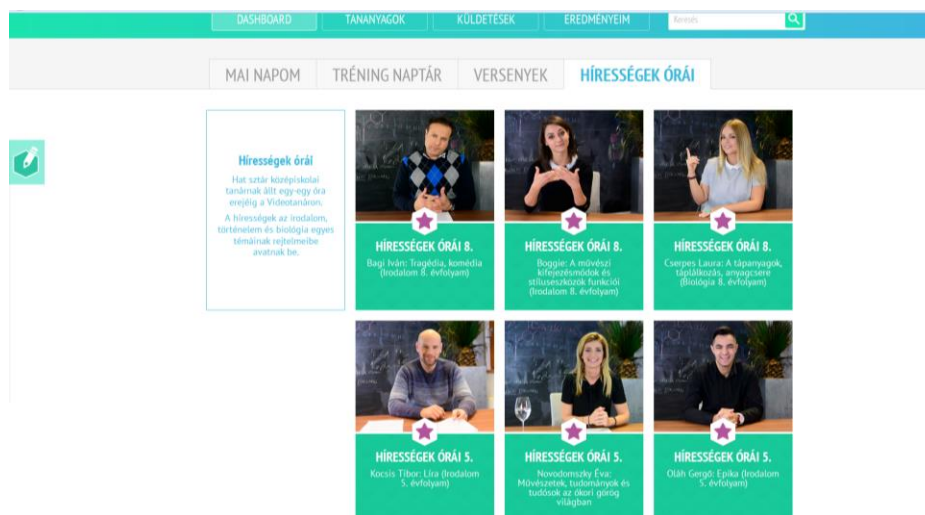 DASHBOARD
TANANYAGOK
KÜLDETÉSEK
EREDMÉNYEIM
Keresés
MAI NAPOM
TRÉNING NAPTÁR
VERSENYEK
HÍRESSÉGEK ÓRÁI
Hírességek órái
Hat sztár középiskolai
tanárnak állt egy-egy óra
erejéig a Videotanáron.
A hírességek az irodalom,
történelem és biológia egyes
témáinak rejtelmeibe
avatnak be.
HÍRESSÉGEK ÓRÁI 8.
Bagi Iván: Tragédia, komédia
(Irodalom 8. évfolyam)
HÍRESSÉGEK ÓRÁI 8.
Boggie: A művészi
kifejezésmódok és
stíluseszközök funkciói
(Irodalom 8. évfolyam)
HÍRESSÉGEK ÓRÁI 8.
Cserpes Laura: A tápanyagok,
táplálkozás, anyagcsere
(Biológia 8. évfolyam)
HÍRESSÉGEK ÓRÁI 5.
Kocsis Tibor: Líra (Irodalom
5. évfolyam)
HÍRESSÉGEK ÓRÁI 5.
Novodomszky Éva:
Művészetek, tudományok és
tudósok az ókori görög
világban
HÍRESSÉGEK ÓRÁI 5.
Oláh Gergő: Epika (Irodalom
5. évfolyam)